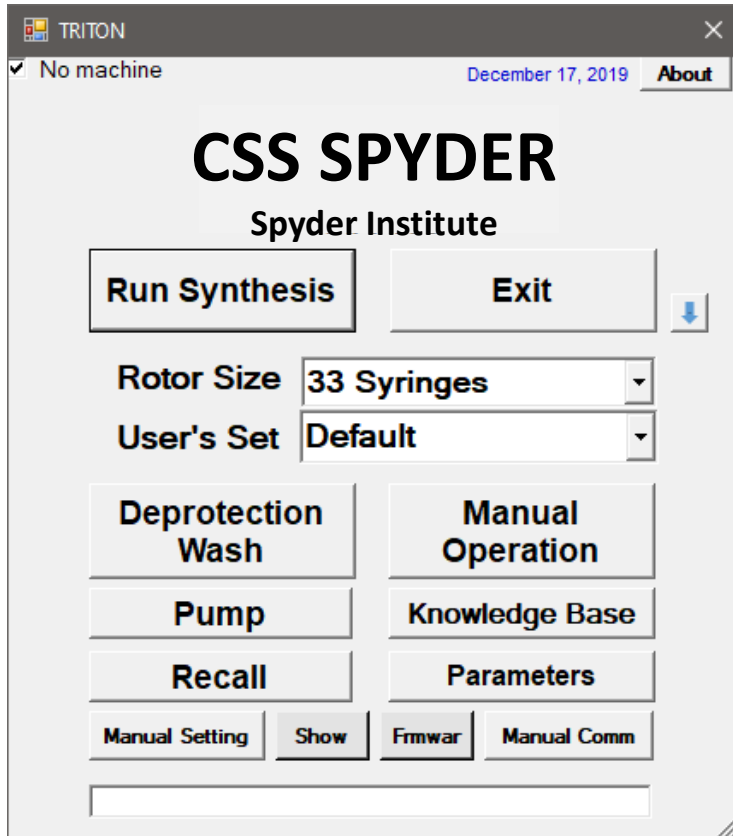 TRITON
No machine
December 17, 2019 About
CSS SPYDER
Spyder Institute
Run Synthesis Exit
Rotor Size 33 Syringes
User's Set Default
Deprotection Manual
Wash Operation
Pump Knowledge Base
Recall Parameters
Manual Setting Show Frmwar Manual Comm